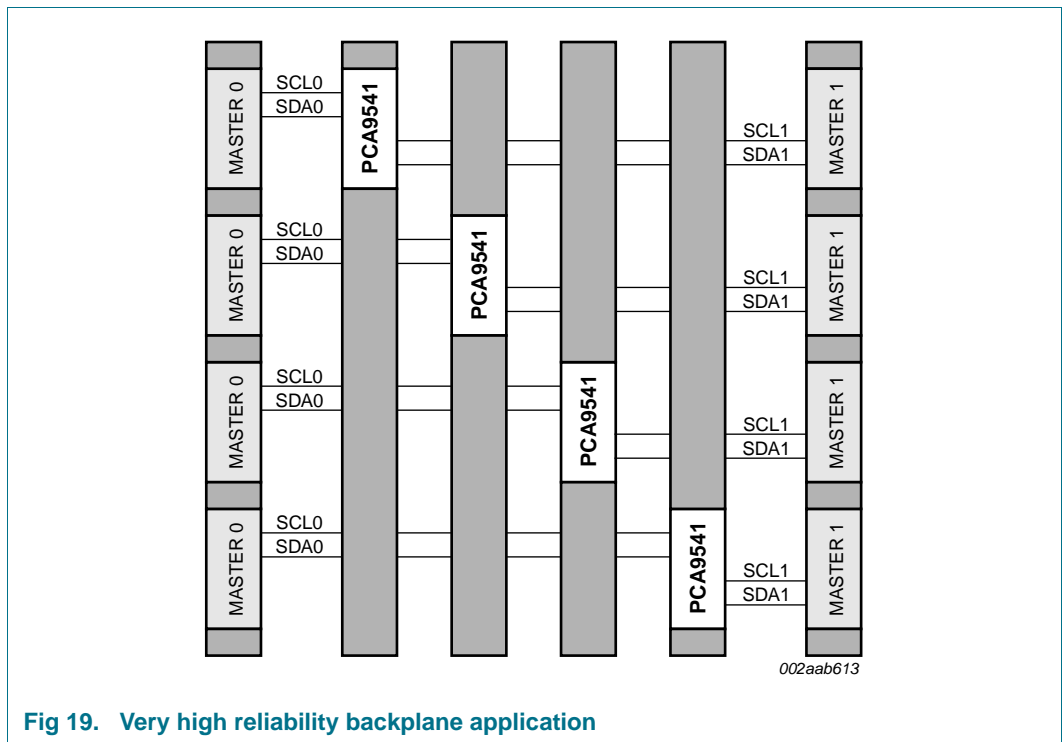 MASTER 0
SCL0
SDA0
PCA9541
SCL1
SDA1
MASTER 1
MASTER 0
SCL0
SDA0
PCA9541
SCL1
SDA1
MASTER 1
MASTER 0
SCL0
SDA0
PCA9541
SCL1
SDA1
MASTER 1
MASTER 0
SCL0
SDA0
PCA9541
SCL1
SDA1
MASTER 1
002aab613
Fig 19. Very high reliability backplane application